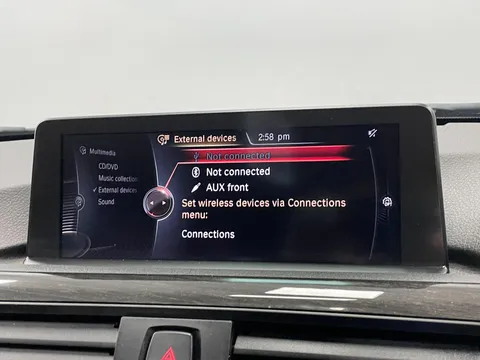 External devices
2:58 pm
Multimedia
CD/DVD
Music collection
External devices
Sound
Not connected
Not connected
AUX front
Set wireless devices via Connections
menu:
Connections